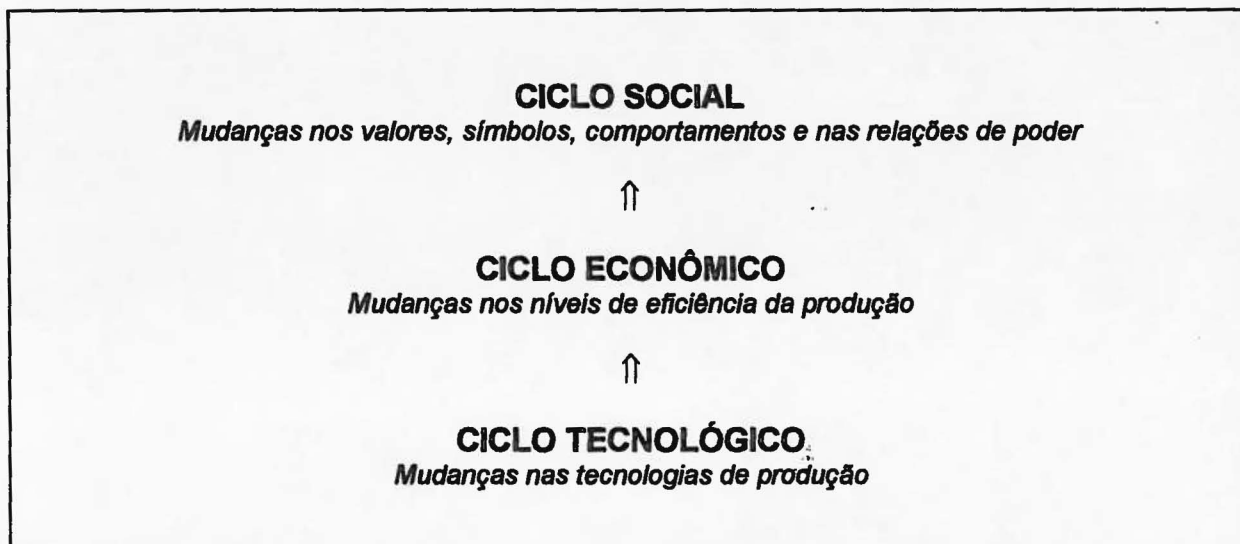 CICLO SOCIAL
Mudanças nos valores, símbolos, comportamentos e nas relações de poder
⇑
CICLO ECONÔMICO
Mudanças nos níveis de eficiência da produção
⇑
CICLO TECNOLÓGICO
Mudanças nas tecnologias de produção